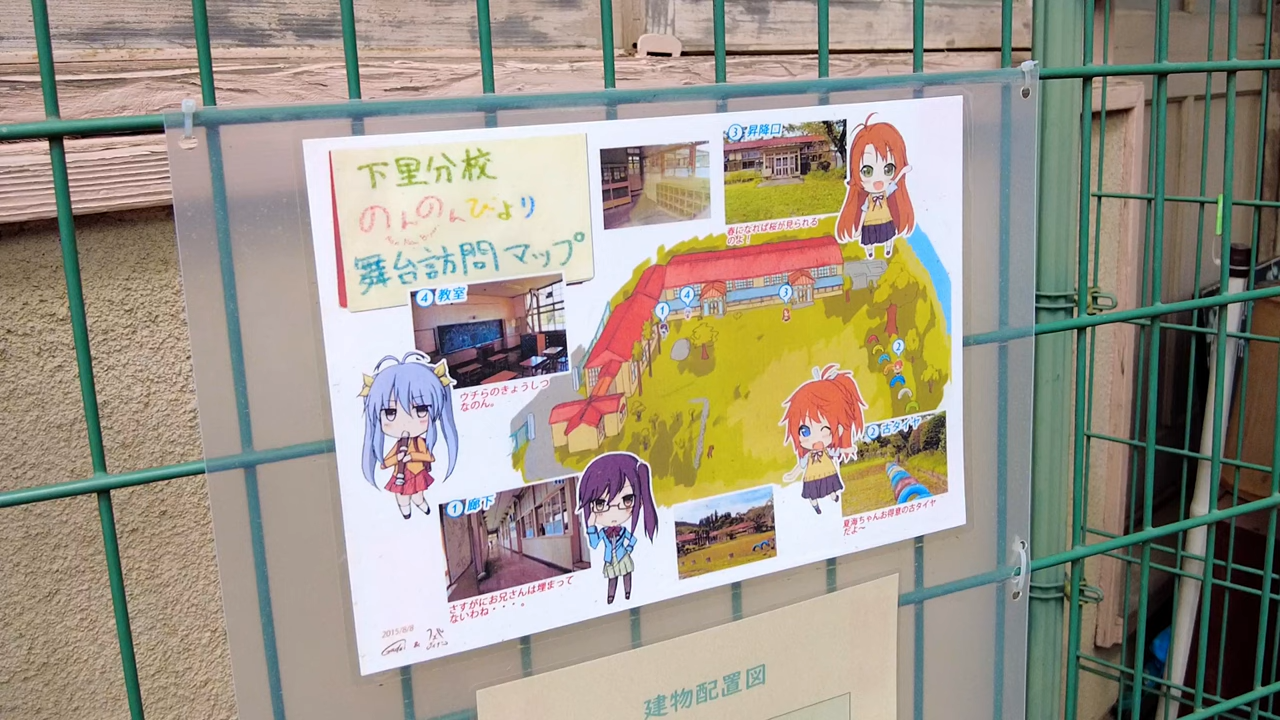 下里分校
のんのんびより
舞台訪問マップ
③ 昇降口
春になれば桜が見られる
のよ！
④ 教室
ウチらのきょうしつ
なのん。
① ④ ③
②
② 古タイヤ
夏海ちゃんお得意の古タイヤ
だよ～
① 廊下
さすがにお兄さんは埋まって
ないわね・・・。
2015/8/8
&
建物配置図